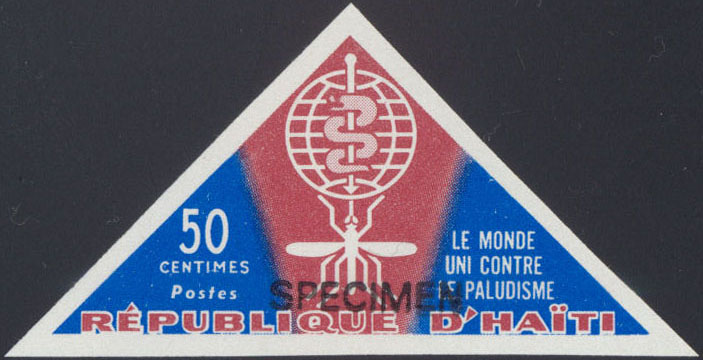 50
CENTIMES
Postes
LE MONDE
UNI CONTRE
LE PALUDISME
SPECIMEN
RÉPUBLIQUE D'HAÏTI